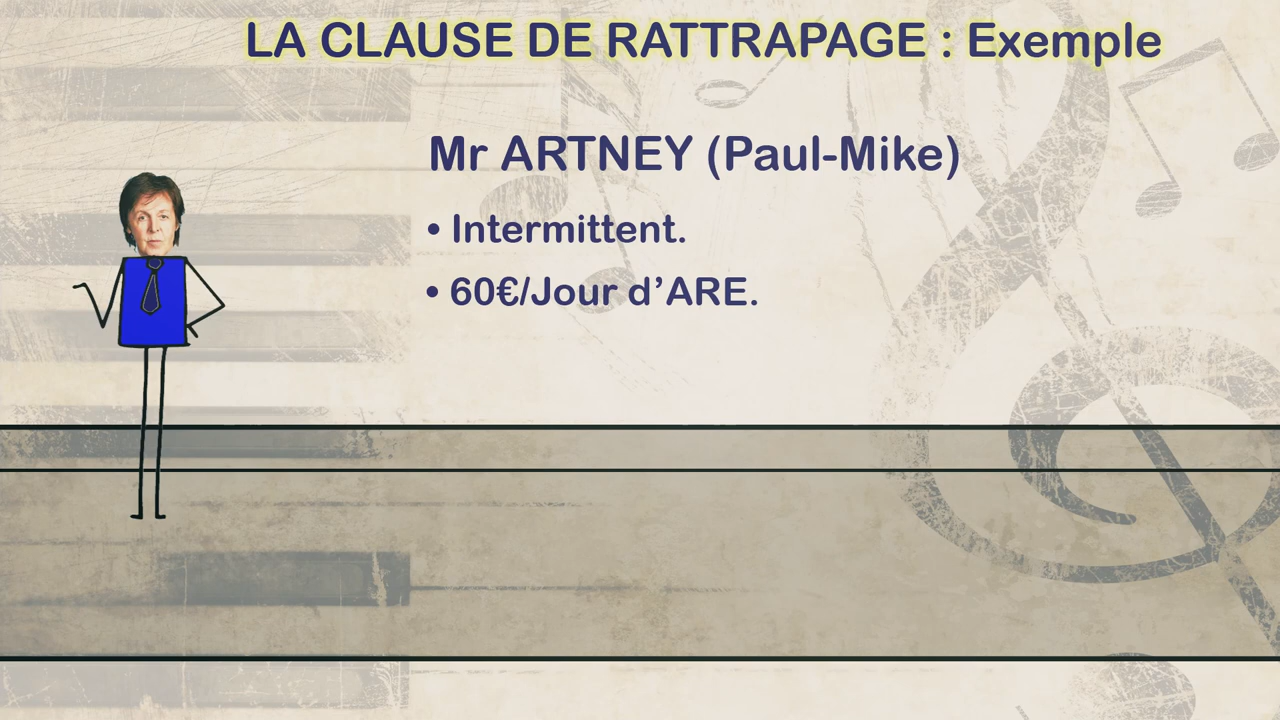 LA CLAUSE DE RATTRAPAGE : Exemple
Mr ARTNEY (Paul-Mike)
• Intermittent.
• 60€/Jour d’ARE.